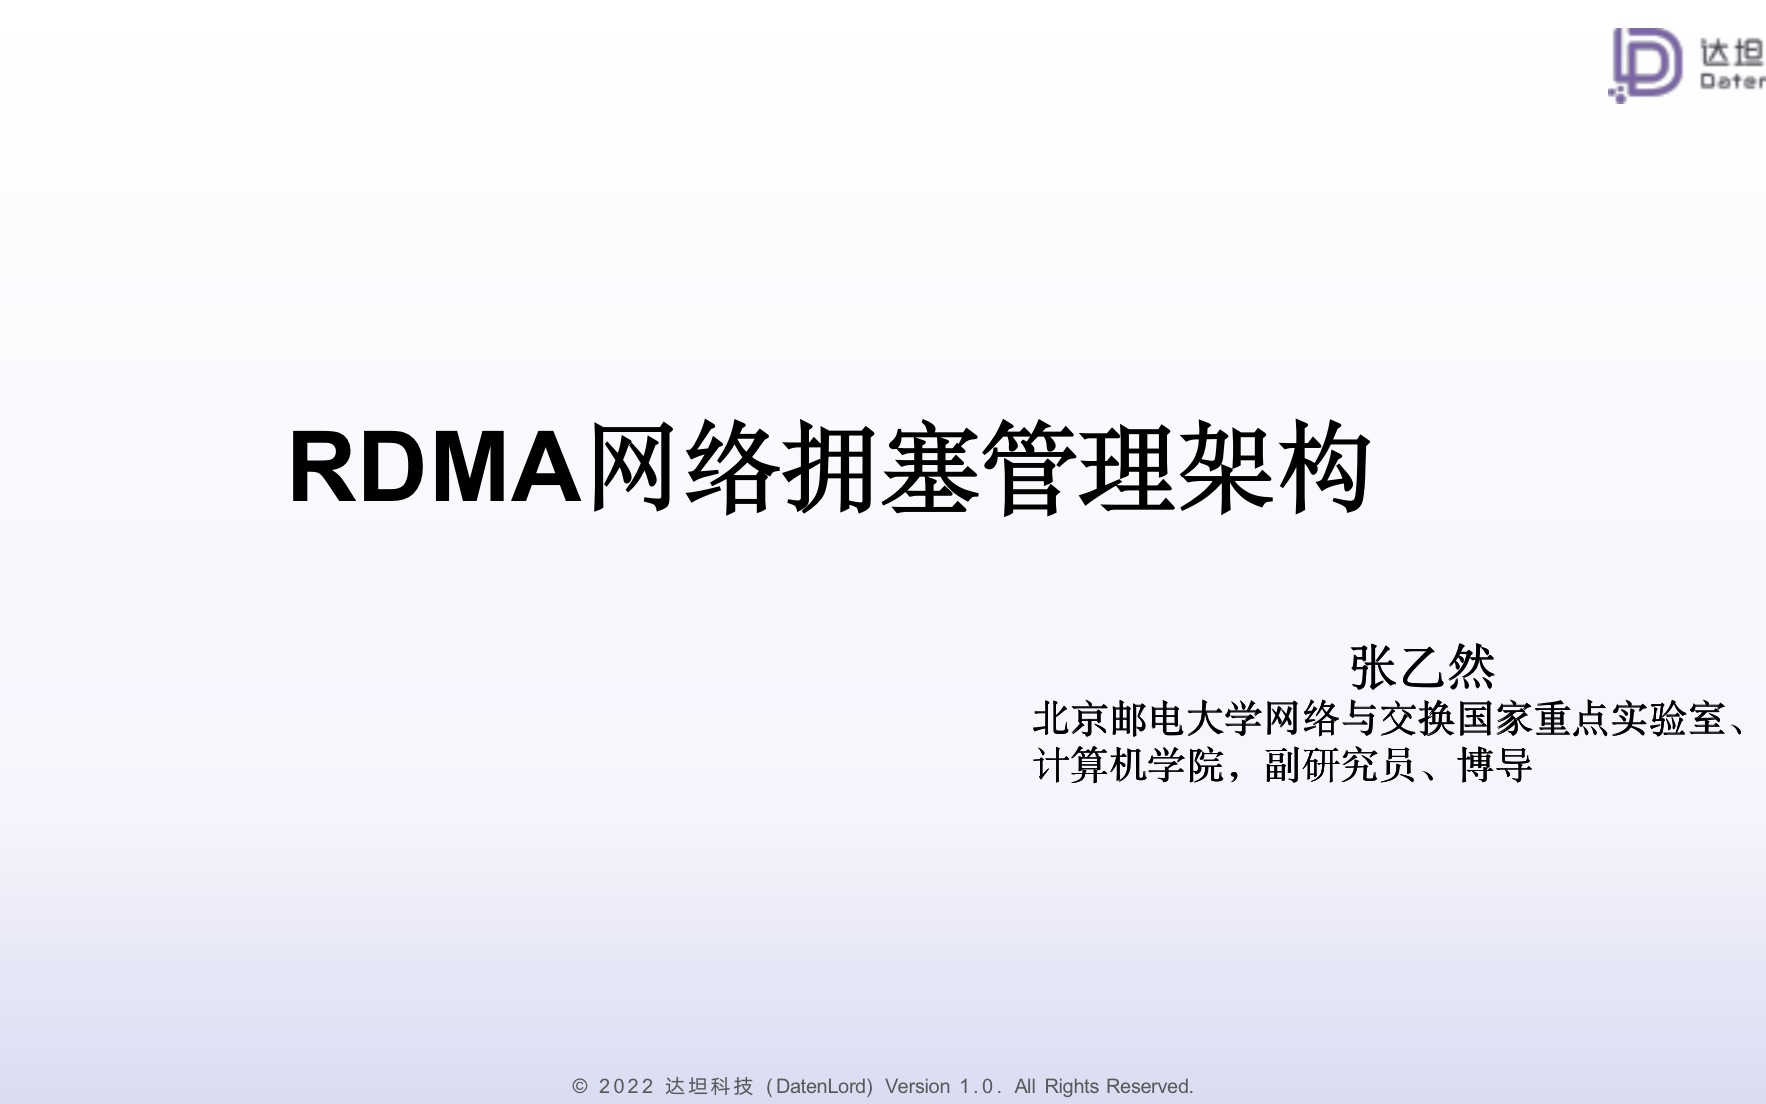 达坦
Daten
RDMA网络拥塞管理架构
张乙然
北京邮电大学网络与交换国家重点实验室、
计算机学院，副研究员、博导
© 2022 达坦科技 (DatenLord) Version 1.0. All Rights Reserved.